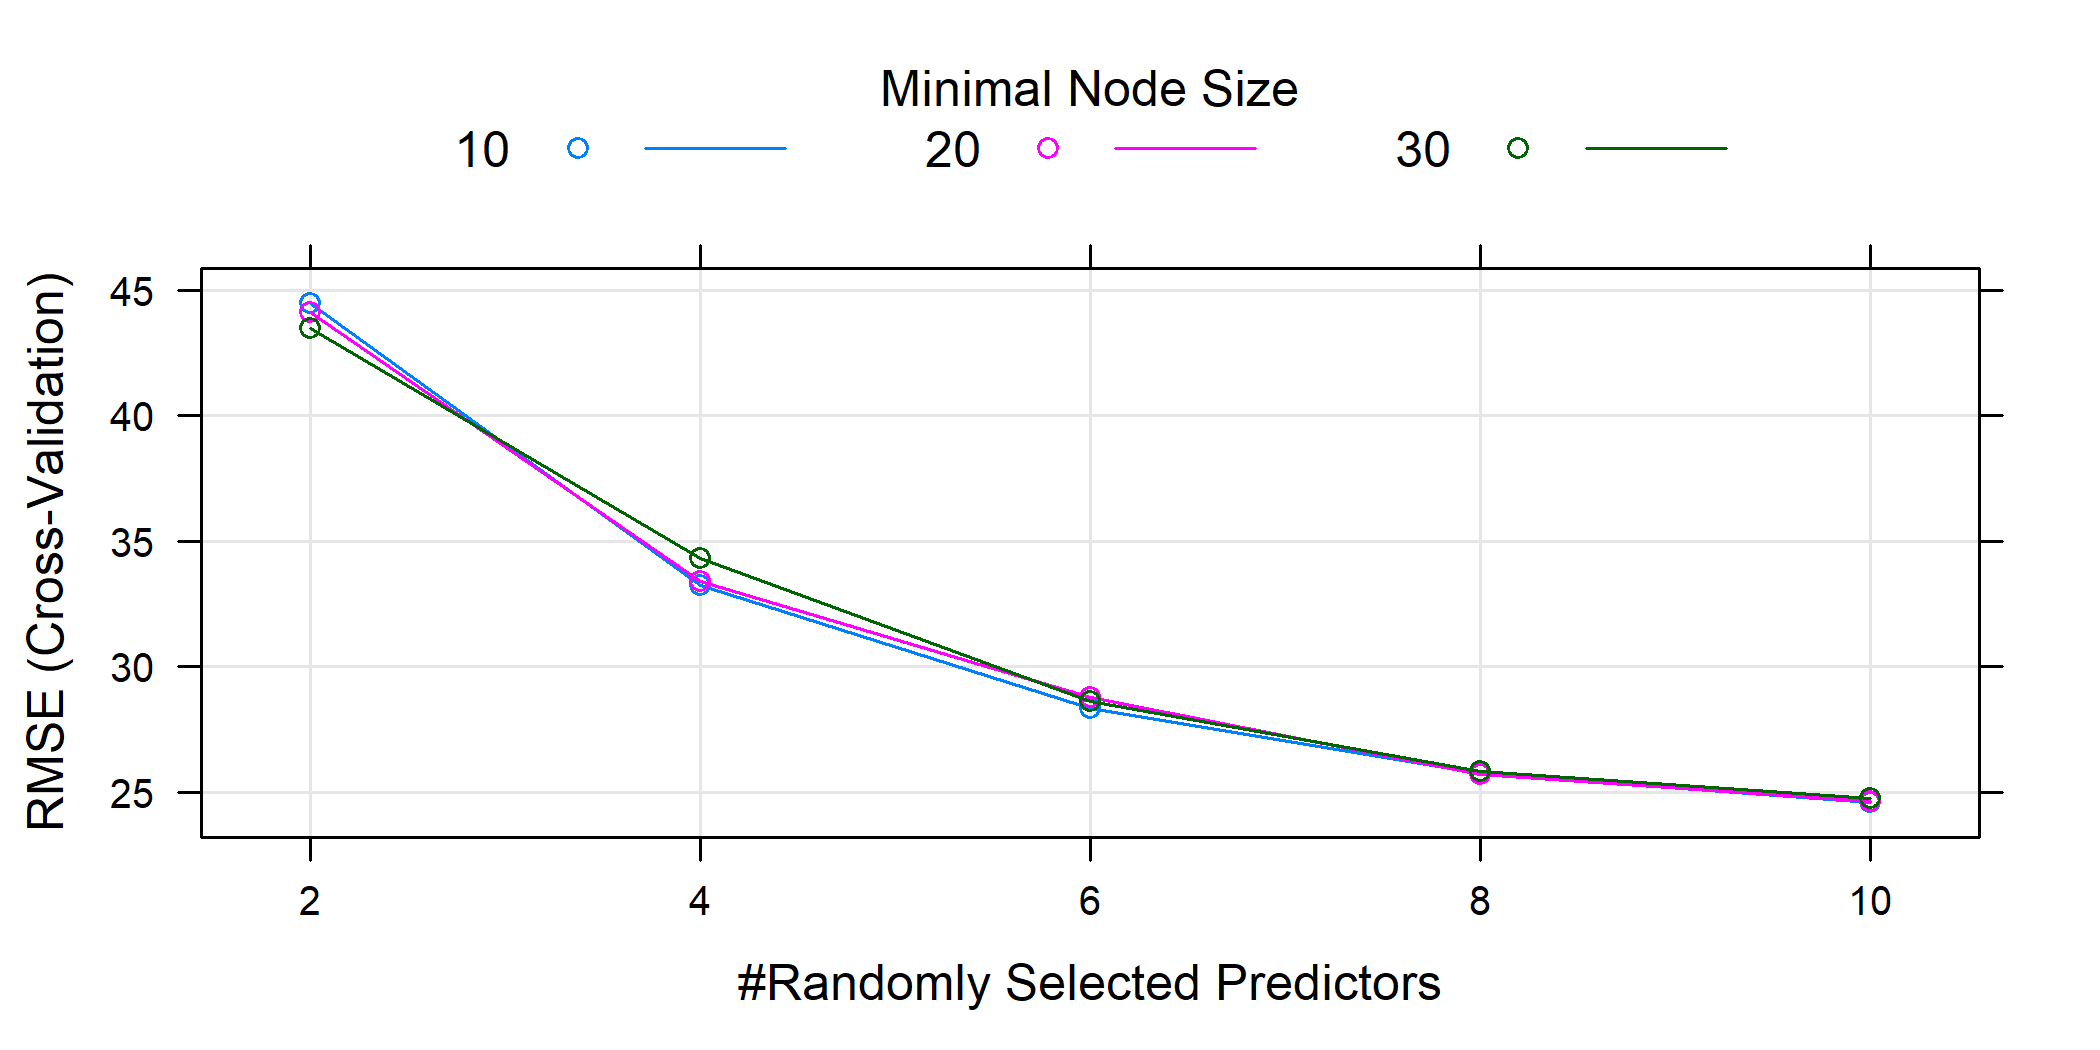 Minimal Node Size
10 20 30
RMSE (Cross-Validation)
45
40
35
30
25
2 4 6 8 10
#Randomly Selected Predictors